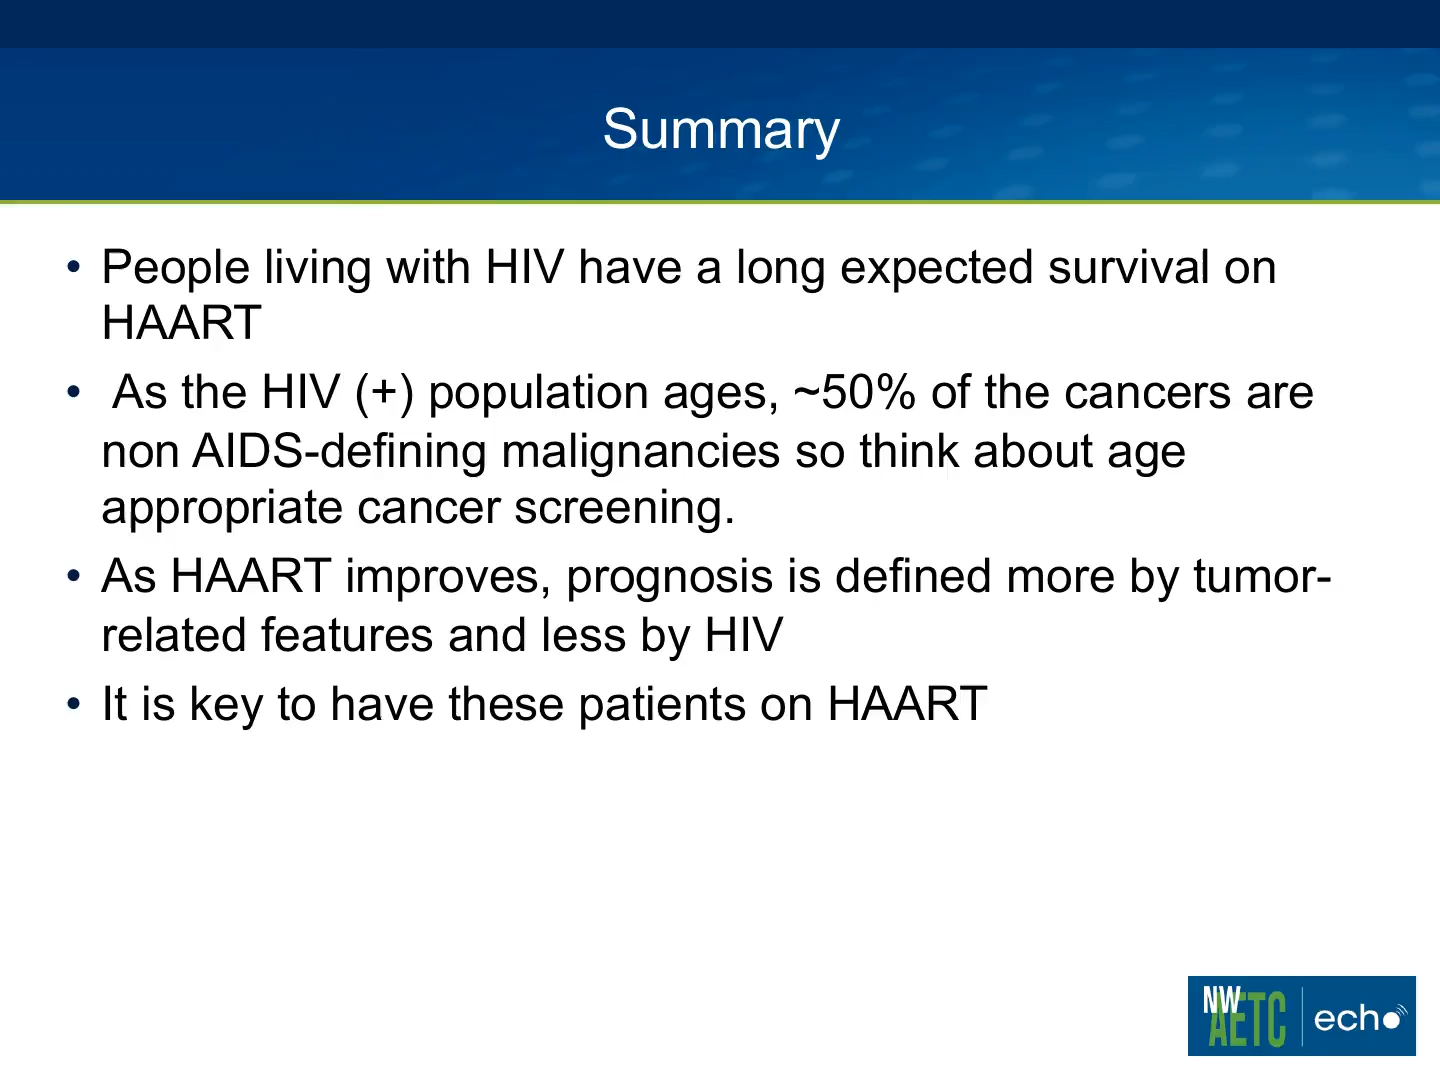 Summary
• People living with HIV have a long expected survival on
HAART
• As the HIV (+) population ages, ~50% of the cancers are
non AIDS-defining malignancies so think about age
appropriate cancer screening.
• As HAART improves, prognosis is defined more by tumor-
related features and less by HIV
• It is key to have these patients on HAART
NW
AETC
echo